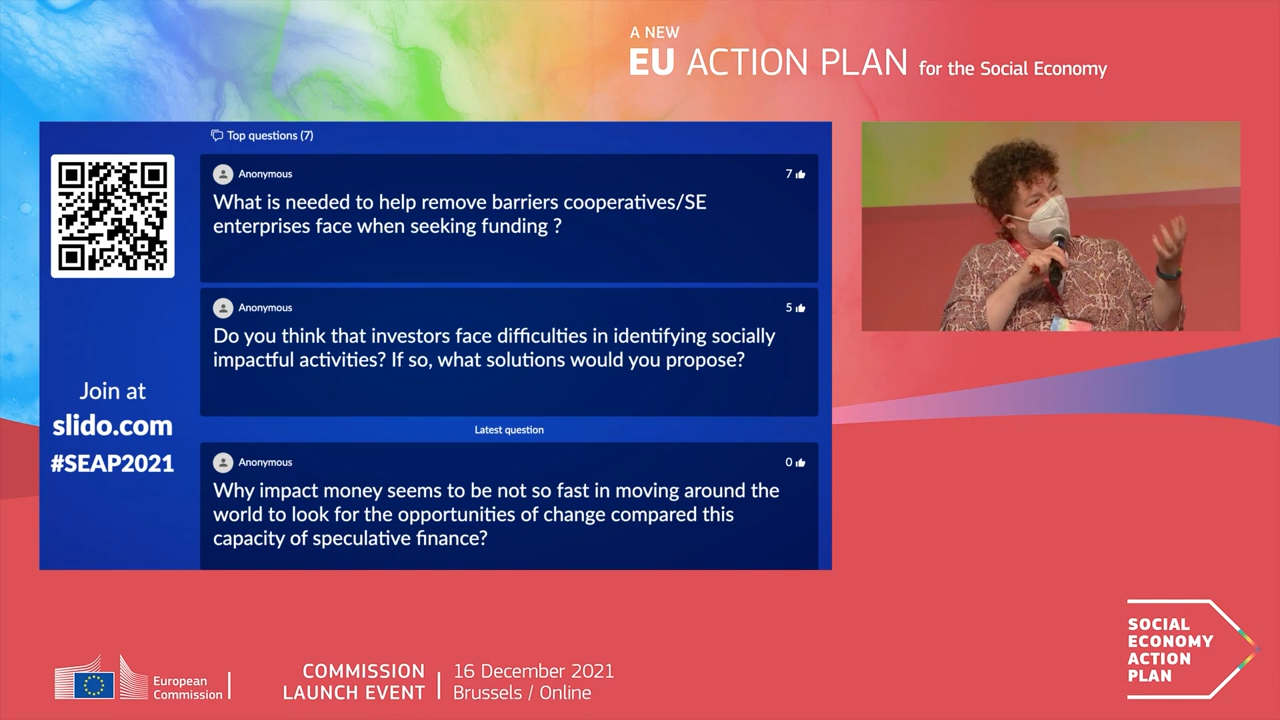 A NEW
EU ACTION PLAN for the Social Economy
Top questions (7)
Anonymous
7
What is needed to help remove barriers cooperatives/SE
enterprises face when seeking funding ?
Anonymous
5
Do you think that investors face difficulties in identifying socially
impactful activities? If so, what solutions would you propose?
Latest question
Anonymous
0
Why impact money seems to be not so fast in moving around the
world to look for the opportunities of change compared this
capacity of speculative finance?
Join at
slido.com
#SEAP2021
European
Commission
COMMISSION
LAUNCH EVENT
16 December 2021
Brussels / Online
SOCIAL
ECONOMY
ACTION
PLAN